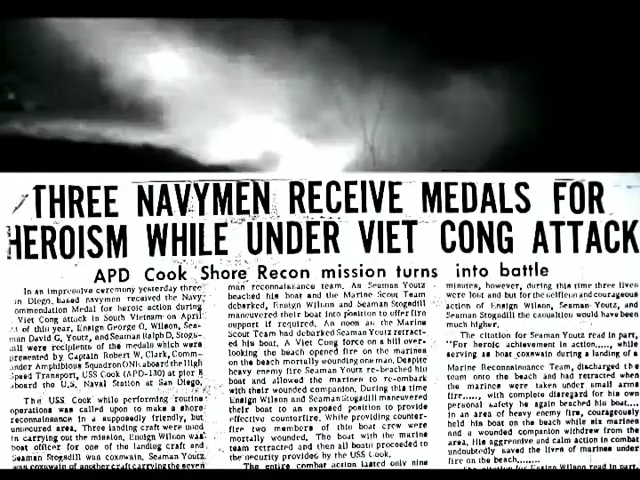 THREE NAVYMEN RECEIVE MEDALS FOR
HEROISM WHILE UNDER VIET CONG ATTACK
APD Cook Shore Recon mission turns into battle
In an impressive ceremony yesterday three
Diego, based navymen received the Navy
ommendation Medal for heroic action during
Viet Cong attack in South Vietnam on April
of this year, Ensign George O. Wilson, Sea-
man David G. Youtz, and Seaman Ralph D. Stogs-
ill were recipients of the medals which were
presented by Captain Robert W. Clark, Comm-
nder Amphibious Squadron ON aboard the High
Speed Transport, USS Cook (APD-130) at pier 8
aboard the U.S. Naval Station at San Diego.
The USS Cook while performing routine
operations was called upon to make a shore
reconnaissance in a supposedly friendly, but
unsecured area. Three landing craft were used
in carrying out the mission. Ensign Wilson was
boat officer for one of the landing craft and
Seaman Stogsdill was coxswain. Seaman Youtz
was coxswain of another craft carrying the seven
man reconnaissance team. As Seaman Youtz
beached his boat and the Marine Scout Team
debarked, Ensign Wilson and Seaman Stogsdill
maneuvered their boat into position to offer fire
support if required. As soon as the Marine
Scout Team had debarked Seaman Youtz retract-
ed his boat. A Viet Cong force on a hill over-
looking the beach opened fire on the marines
on the beach mortally wounding one man. Despite
heavy enemy fire Seaman Youtz re-beached his
boat and allowed the marines to re-embark
with their wounded companion. During this time
Ensign Wilson and Seaman Stogsdill maneuvered
their boat to an exposed position to provide
effective counterfire. While providing counter-
fire two members of this boat crew were
mortally wounded. The boat with the marine
team retracted and then all boats proceeded to
the security provided by the USS Cook.
The entire combat action lasted only nine
minutes, however, during this time three lives
were lost and but for the selfless and courageous
action of Ensign Wilson, Seaman Youtz, and
Seaman Stogsdill the casualties would have been
much higher.
The citation for Seaman Youtz read in part,
"For heroic achievement in action....., while
serving as boat coxswain during a landing of a
Marine Reconnaissance Team, discharged the
team onto the beach and had retracted when
the marines were taken under small arms
fire....., with complete disregard for his own
personal safety he again beached his boat....
in an area of heavy enemy fire, courageously
held his boat on the beach while six marines
and a wounded companion withdrew from the
area. His aggressive and calm action in combat
undoubtedly saved the lives of marines under
fire on the beach........
The citation for Ensign Wilson read in part,